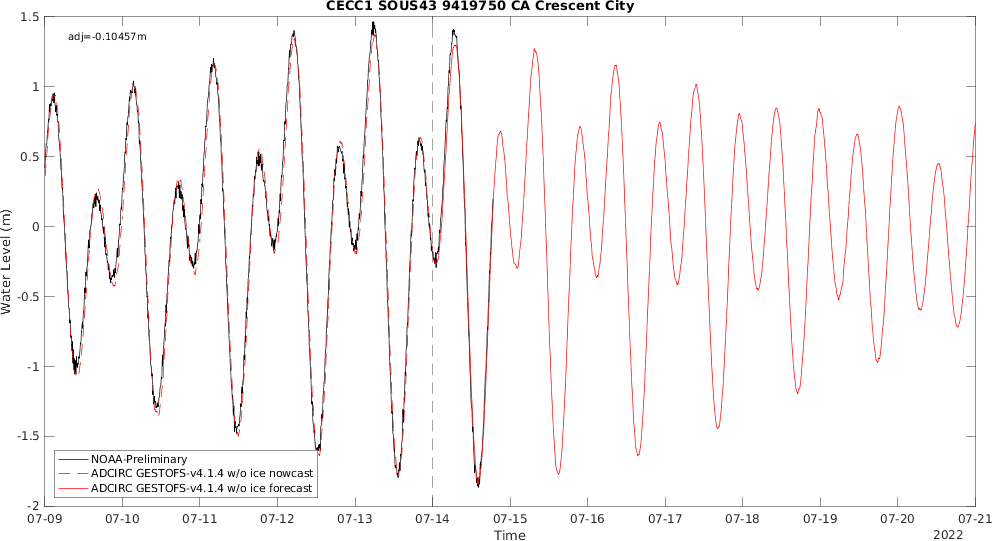 CECC1 SOUS43 9419750 CA Crescent City
adj=-0.10457m
1.5
1
0.5
0
-0.5
-1
-1.5
-2
Water Level (m)
NOAA-Preliminary
ADCIRC GESTOFS-v4.1.4 w/o ice nowcast
ADCIRC GESTOFS-v4.1.4 w/o ice forecast
07-09 07-10 07-11 07-12 07-13 07-14 07-15 07-16 07-17 07-18 07-19 07-20 07-21
Time
2022